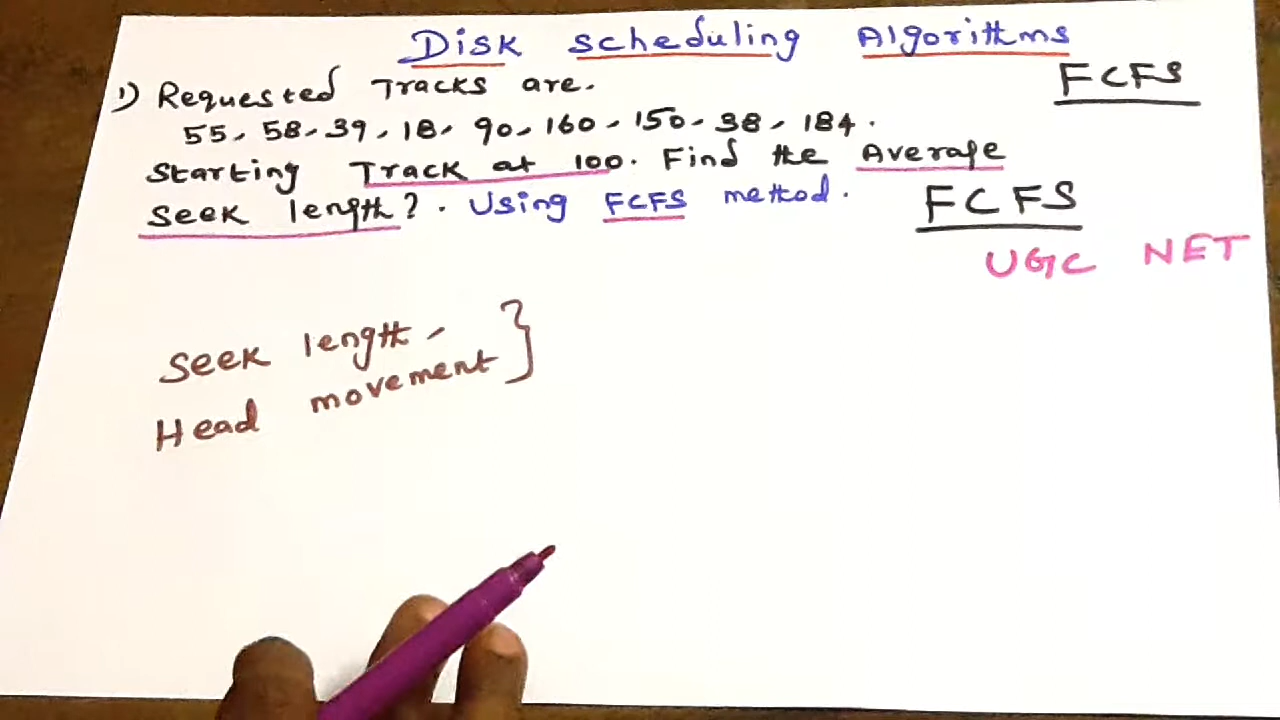 Disk scheduling Algorithms
1) Requested Tracks are.
FCFS
55, 58, 39, 18, 90, 160, 150, 38, 184.
Starting Track at 100. Find the Average
Seek length?. Using FCFS method.
FCFS
UGC NET
Seek length,
Head movement }